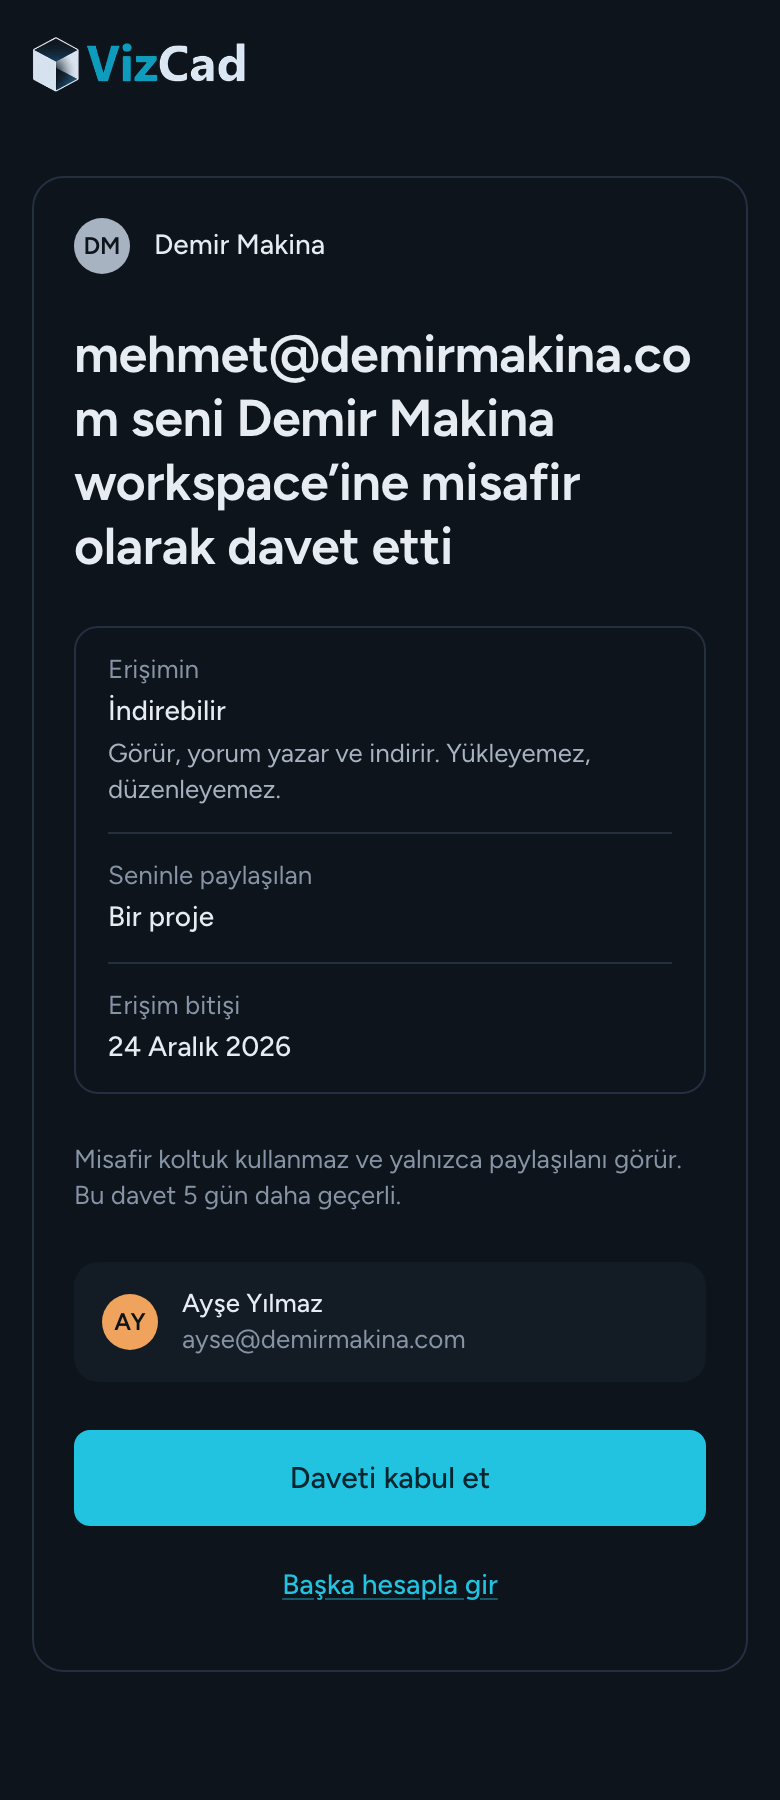 VizCad
DM Demir Makina
mehmet@demirmakina.co
m seni Demir Makina
workspace’ine misafir
olarak davet etti
Erişimin
İndirebilir
Görür, yorum yazar ve indirir. Yükleyemez,
düzenleyemez.
Seninle paylaşılan
Bir proje
Erişim bitişi
24 Aralık 2026
Misafir koltuk kullanmaz ve yalnızca paylaşılanı görür.
Bu davet 5 gün daha geçerli.
AY
Ayşe Yılmaz
ayse@demirmakina.com
Daveti kabul et
Başka hesapla gir